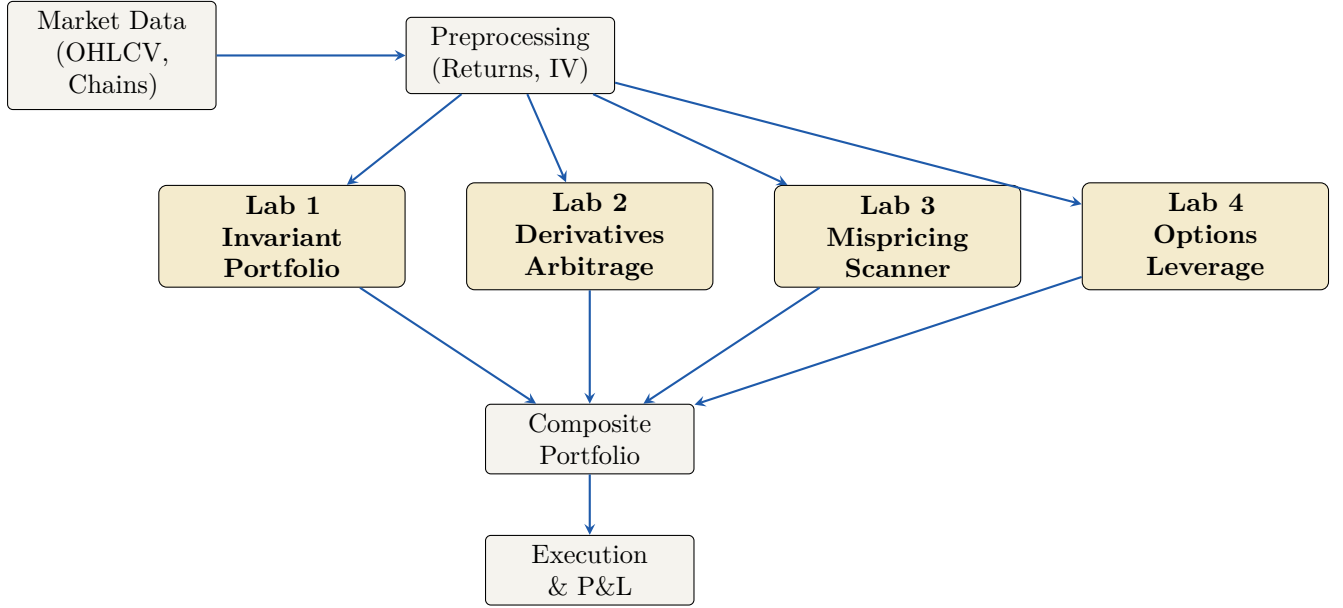 Market Data
(OHLCV,
Chains)
Preprocessing
(Returns, IV)
Lab 1
Invariant
Portfolio
Lab 2
Derivatives
Arbitrage
Lab 3
Mispricing
Scanner
Lab 4
Options
Leverage
Composite
Portfolio
Execution
& P&L